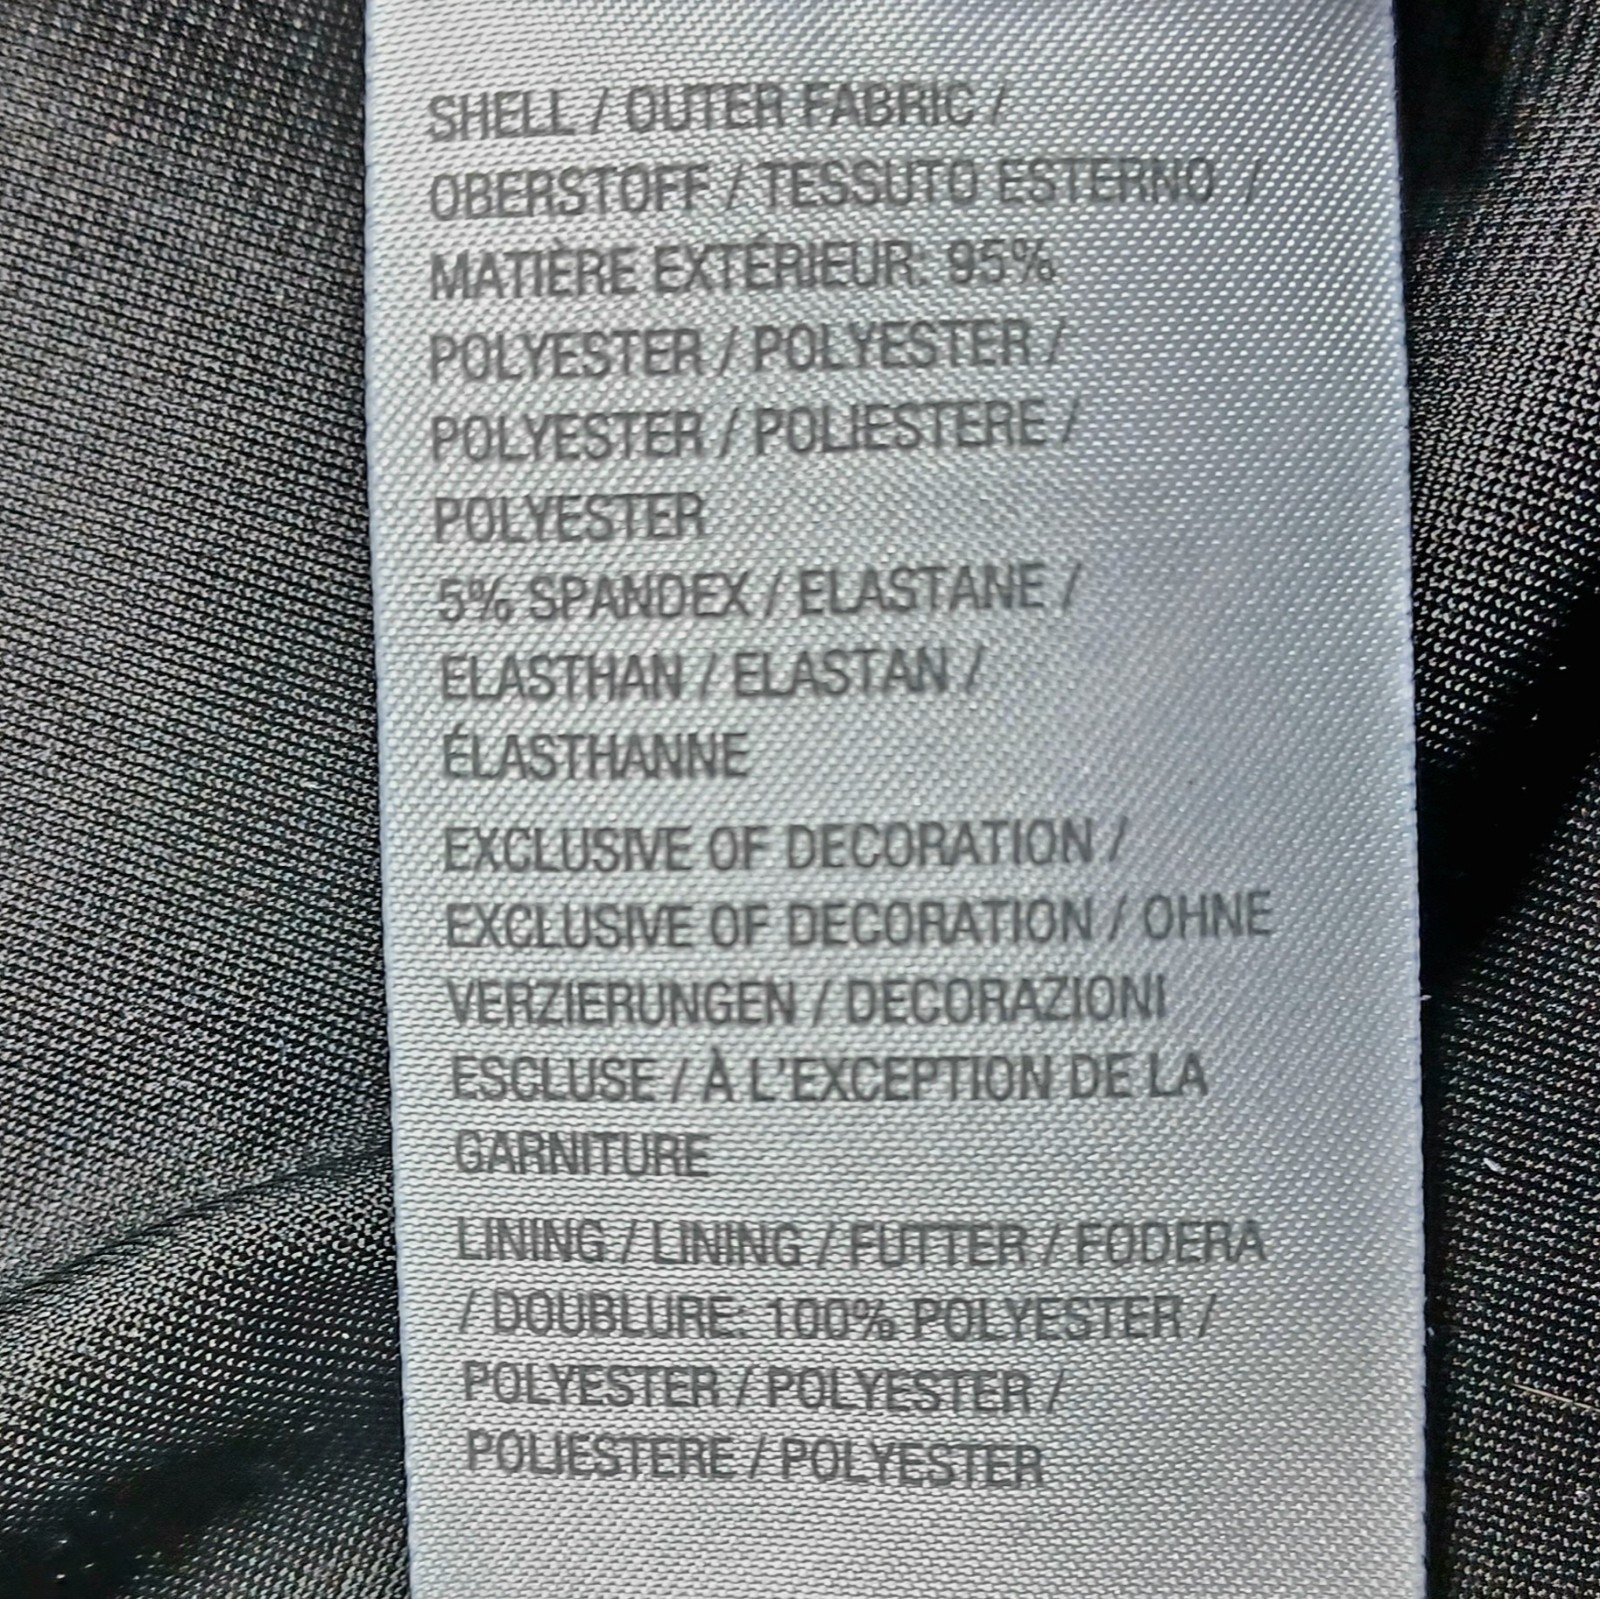 SHELL / OUTER FABRIC /
OBERSTOFF / TESSUTO ESTERNO /
MATIÈRE EXTÉRIEUR: 95%
POLYESTER / POLYESTER /
POLYESTER / POLIESTERE /
POLYESTER
5% SPANDEX / ELASTANE /
ELASTHAN / ELASTAN /
ÉLASTHANNE
EXCLUSIVE OF DECORATION /
EXCLUSIVE OF DECORATION / OHNE
VERZIERUNGEN / DECORAZIONI
ESCLUSE / À L'EXCEPTION DE LA
GARNITURE
LINING / LINING / FUTTER / FODERA
/ DOUBLURE: 100% POLYESTER /
POLYESTER / POLYESTER /
POLIESTERE / POLYESTER